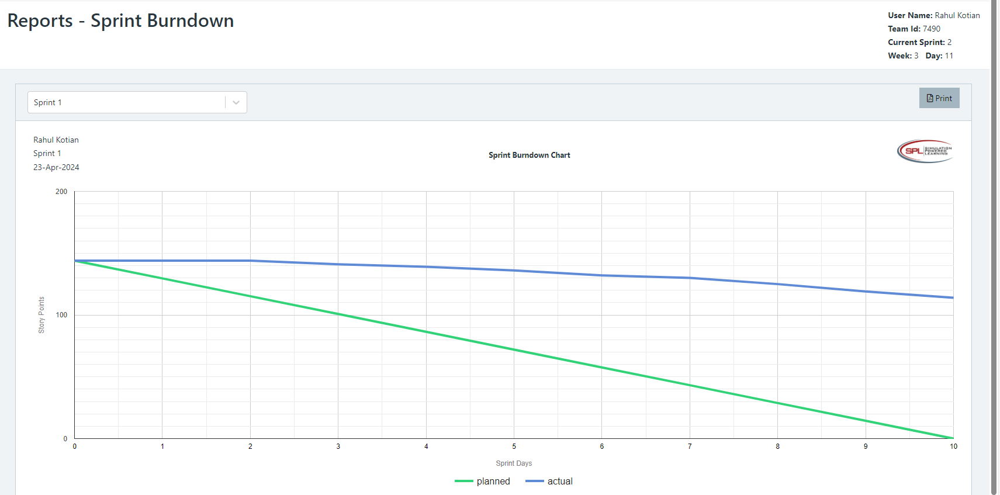 Reports - Sprint Burndown
User Name: Rahul Kotian
Team Id: 7490
Current Sprint: 2
Week: 3 Day: 11
Sprint 1
Print
Rahul Kotian
Sprint 1
23-Apr-2024
Sprint Burndown Chart
SPL
SIMULATION
POWERED
LEARNING
200
100
0
Story Points
0 1 2 3 4 5 6 7 8 9 10
Sprint Days
planned actual